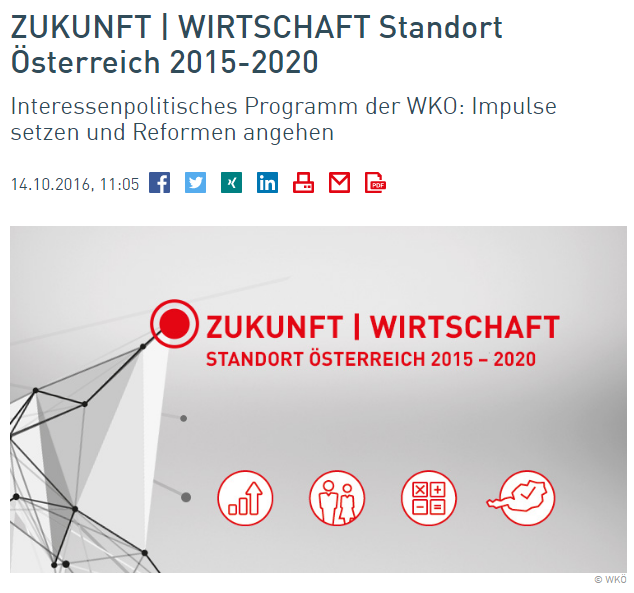 ZUKUNFT | WIRTSCHAFT Standort
Österreich 2015-2020
Interessenpolitisches Programm der WKO: Impulse
setzen und Reformen angehen
14.10.2016, 11:05
PDF
ZUKUNFT | WIRTSCHAFT
STANDORT ÖSTERREICH 2015 – 2020
© WKÖ